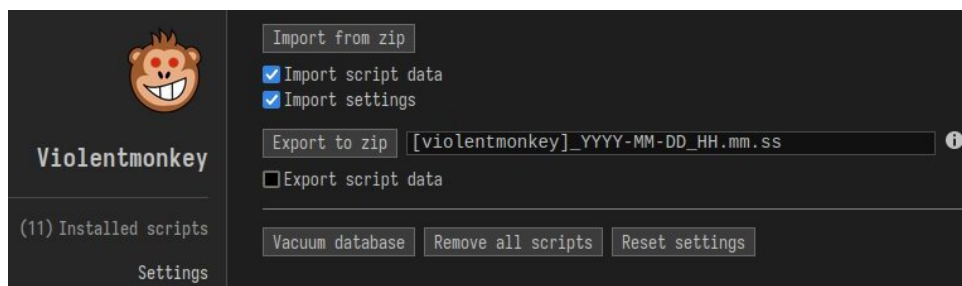 Violentmonkey
(11) Installed scripts
Settings
Import from zip
Import script data
Import settings
Export to zip [violentmonkey]_YYYY-MM-DD_HH.mm.ss
Export script data
Vacuum database Remove all scripts Reset settings